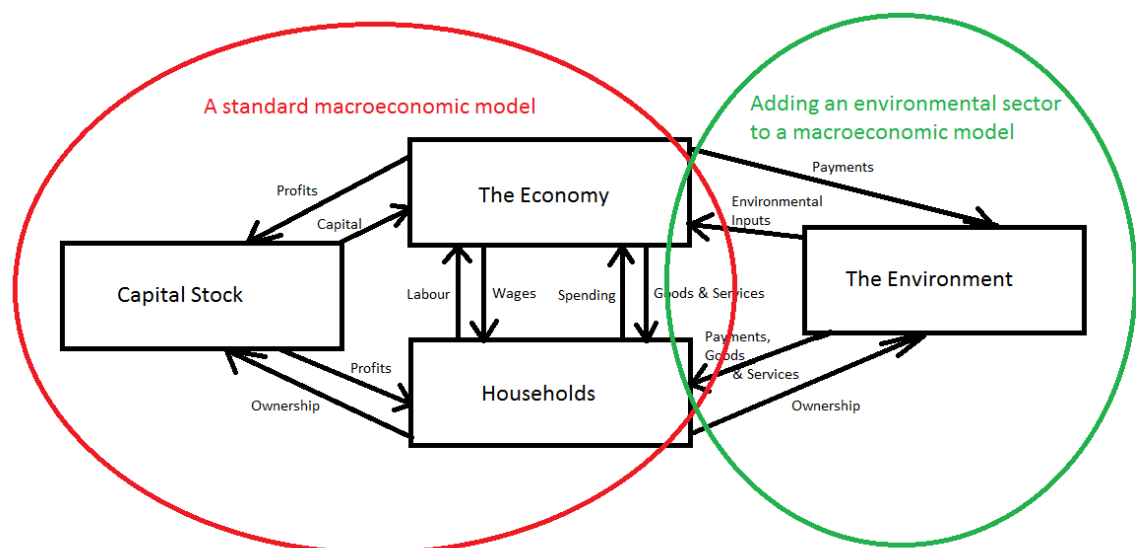 A standard macroeconomic model
Adding an environmental sector
to a macroeconomic model
Payments
Profits
The Economy
Environmental
Inputs
Capital
Capital Stock
The Environment
Labour
Wages
Spending
Goods & Services
Payments,
Goods
& Services
Profits
Households
Ownership
Ownership